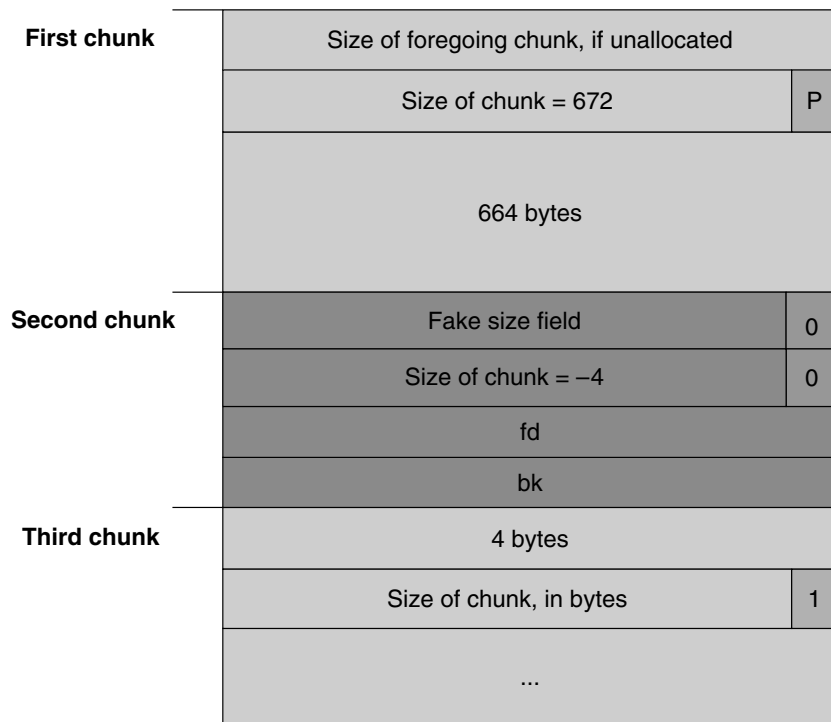 First chunk
Size of foregoing chunk, if unallocated
Size of chunk = 672 P
664 bytes
Second chunk
Fake size field 0
Size of chunk = –4 0
fd
bk
Third chunk
4 bytes
Size of chunk, in bytes 1
...